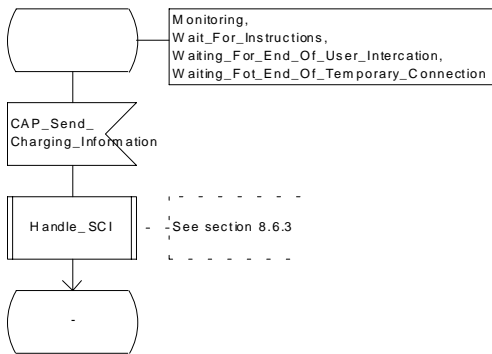 Monitoring,
Wait_For_Instructions,
Waiting_For_End_Of_User_Intercation,
Waiting_Fot_End_Of_Temporary_Connection
CAP_Send_
Charging_Information
Handle_SCI
See section 8.6.3
-